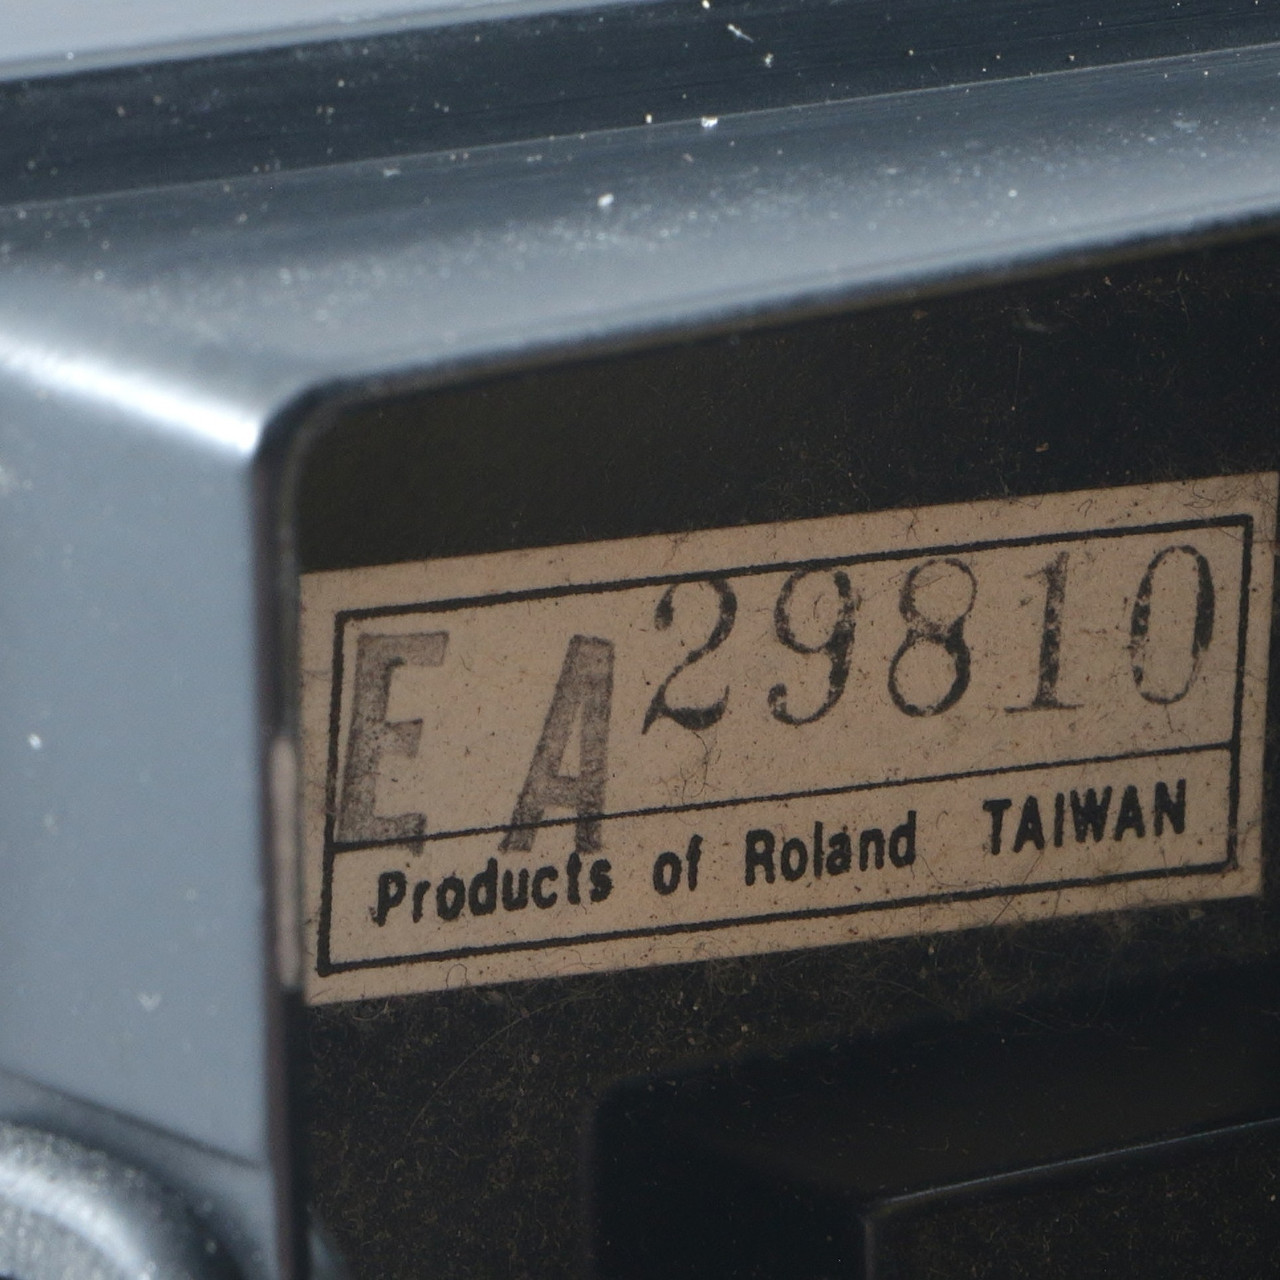 EA29810
Products of Roland TAIWAN